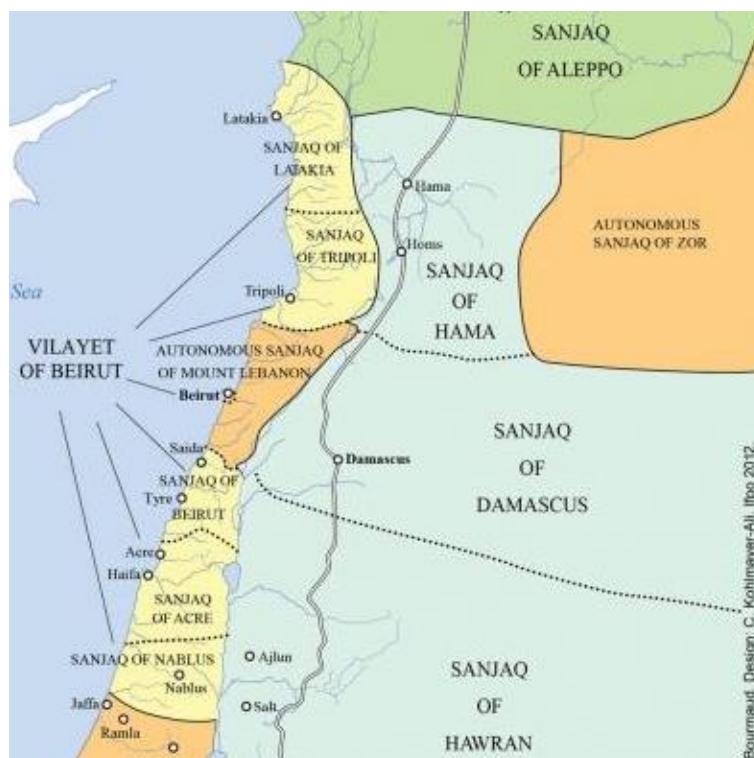 SANJAQ
OF ALEPPO
Latakia
SANJAQ OF
LATAKIA
Hama
AUTONOMOUS
SANJAQ OF ZOR
SANJAQ
OF TRIPOLI
Homs
SANJAQ
OF
HAMA
Sea
Tripoli
VILAYET
OF BEIRUT
AUTONOMOUS SANJAQ
OF MOUNT LEBANON
Beirut
SANJAQ
OF
DAMASCUS
Saida
Damascus
SANJAQ OF
BEIRUT
Tyre
Acre
Haifa
SANJAQ
OF ACRE
SANJAQ OF NABLUS
Ajlun
Nablus
SANJAQ
OF
HAWRAN
Jaffa
Salt
Ramla
Bourmaud, Design C. Kohlmayer-Ali, Ifpo 2012